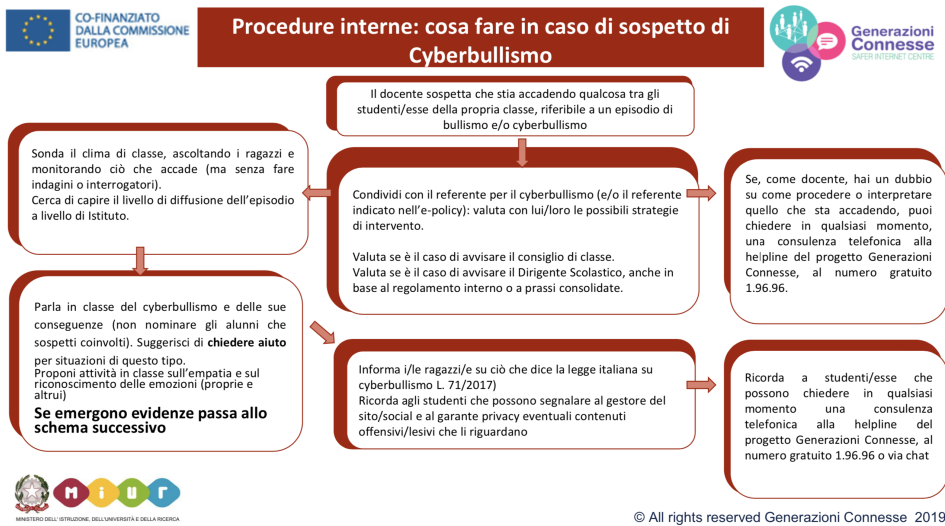 CO-FINANZIATO
DALLA COMMISSIONE
EUROPEA
Procedure interne: cosa fare in caso di sospetto di
Cyberbullismo
Generazioni
Connesse
SAFER INTERNET CENTRE
Il docente sospetta che stia accadendo qualcosa tra gli
studenti/esse della propria classe, riferibile a un episodio di
bullismo e/o cyberbullismo
Sonda il clima di classe, ascoltando i ragazzi e
monitorando ciò che accade (ma senza fare
indagini o interrogatori).
Cerca di capire il livello di diffusione dell'episodio
a livello di Istituto.
Condividi con il referente per il cyberbullismo (e/o il referente
indicato nell'e-policy): valuta con lui/loro le possibili strategie
di intervento.
Valuta se è il caso di avvisare il consiglio di classe.
Valuta se è il caso di avvisare il Dirigente Scolastico, anche in
base al regolamento interno o a prassi consolidate.
Se, come docente, hai un dubbio
su come procedere o interpretare
quello che sta accadendo, puoi
chiedere in qualsiasi momento,
una consulenza telefonica alla
helpline del progetto Generazioni
Connesse, al numero gratuito
1.96.96.
Parla in classe del cyberbullismo e delle sue
conseguenze (non nominare gli alunni che
sospetti coinvolti). Suggerisci di chiedere aiuto
per situazioni di questo tipo.
Proponi attività in classe sull'empatia e sul
riconoscimento delle emozioni (proprie e
altrui)
Se emergono evidenze passa allo
schema successivo
Informa i/le ragazzi/e su ciò che dice la legge italiana su
cyberbullismo L. 71/2017)
Ricorda agli studenti che possono segnalare al gestore del
sito/social e al garante privacy eventuali contenuti
offensivi/lesivi che li riguardano
Ricorda a studenti/esse che
possono chiedere in qualsiasi
momento una consulenza
telefonica alla helpline del
progetto Generazioni Connesse, al
numero gratuito 1.96.96 o via chat
m i u r
MINISTERO DELL' ISTRUZIONE, DELL'UNIVERSITÀ E DELLA RICERCA
© All rights reserved Generazioni Connesse 2019